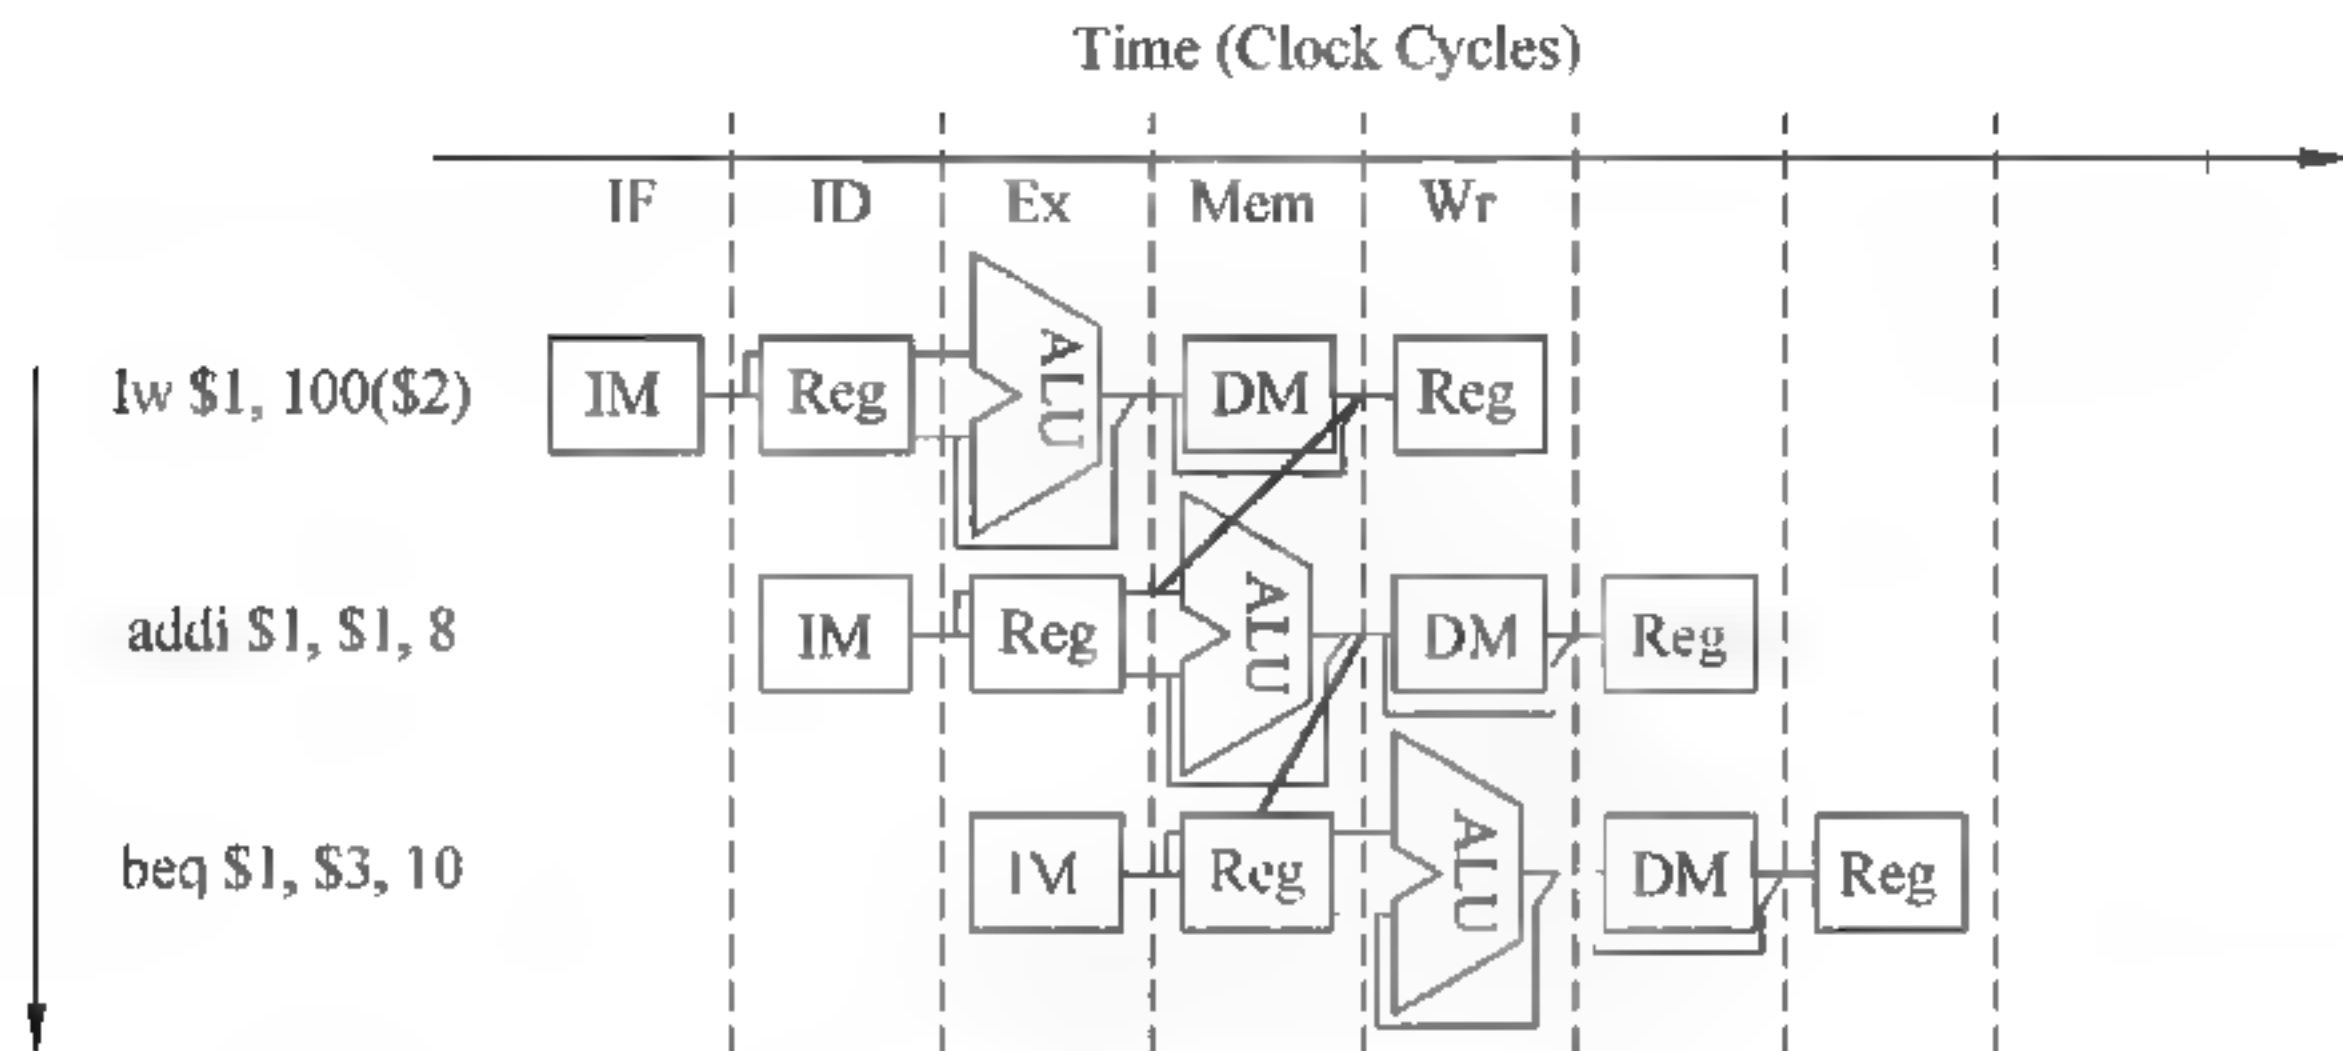 Time (Clock Cycles)
IF ID Ex Mem Wr
lw $1, 100($2) IM Reg ALU DM Reg
addi $1, $1, 8 IM Reg ALU DM Reg
beq $1, $3, 10 IM Reg ALU DM Reg